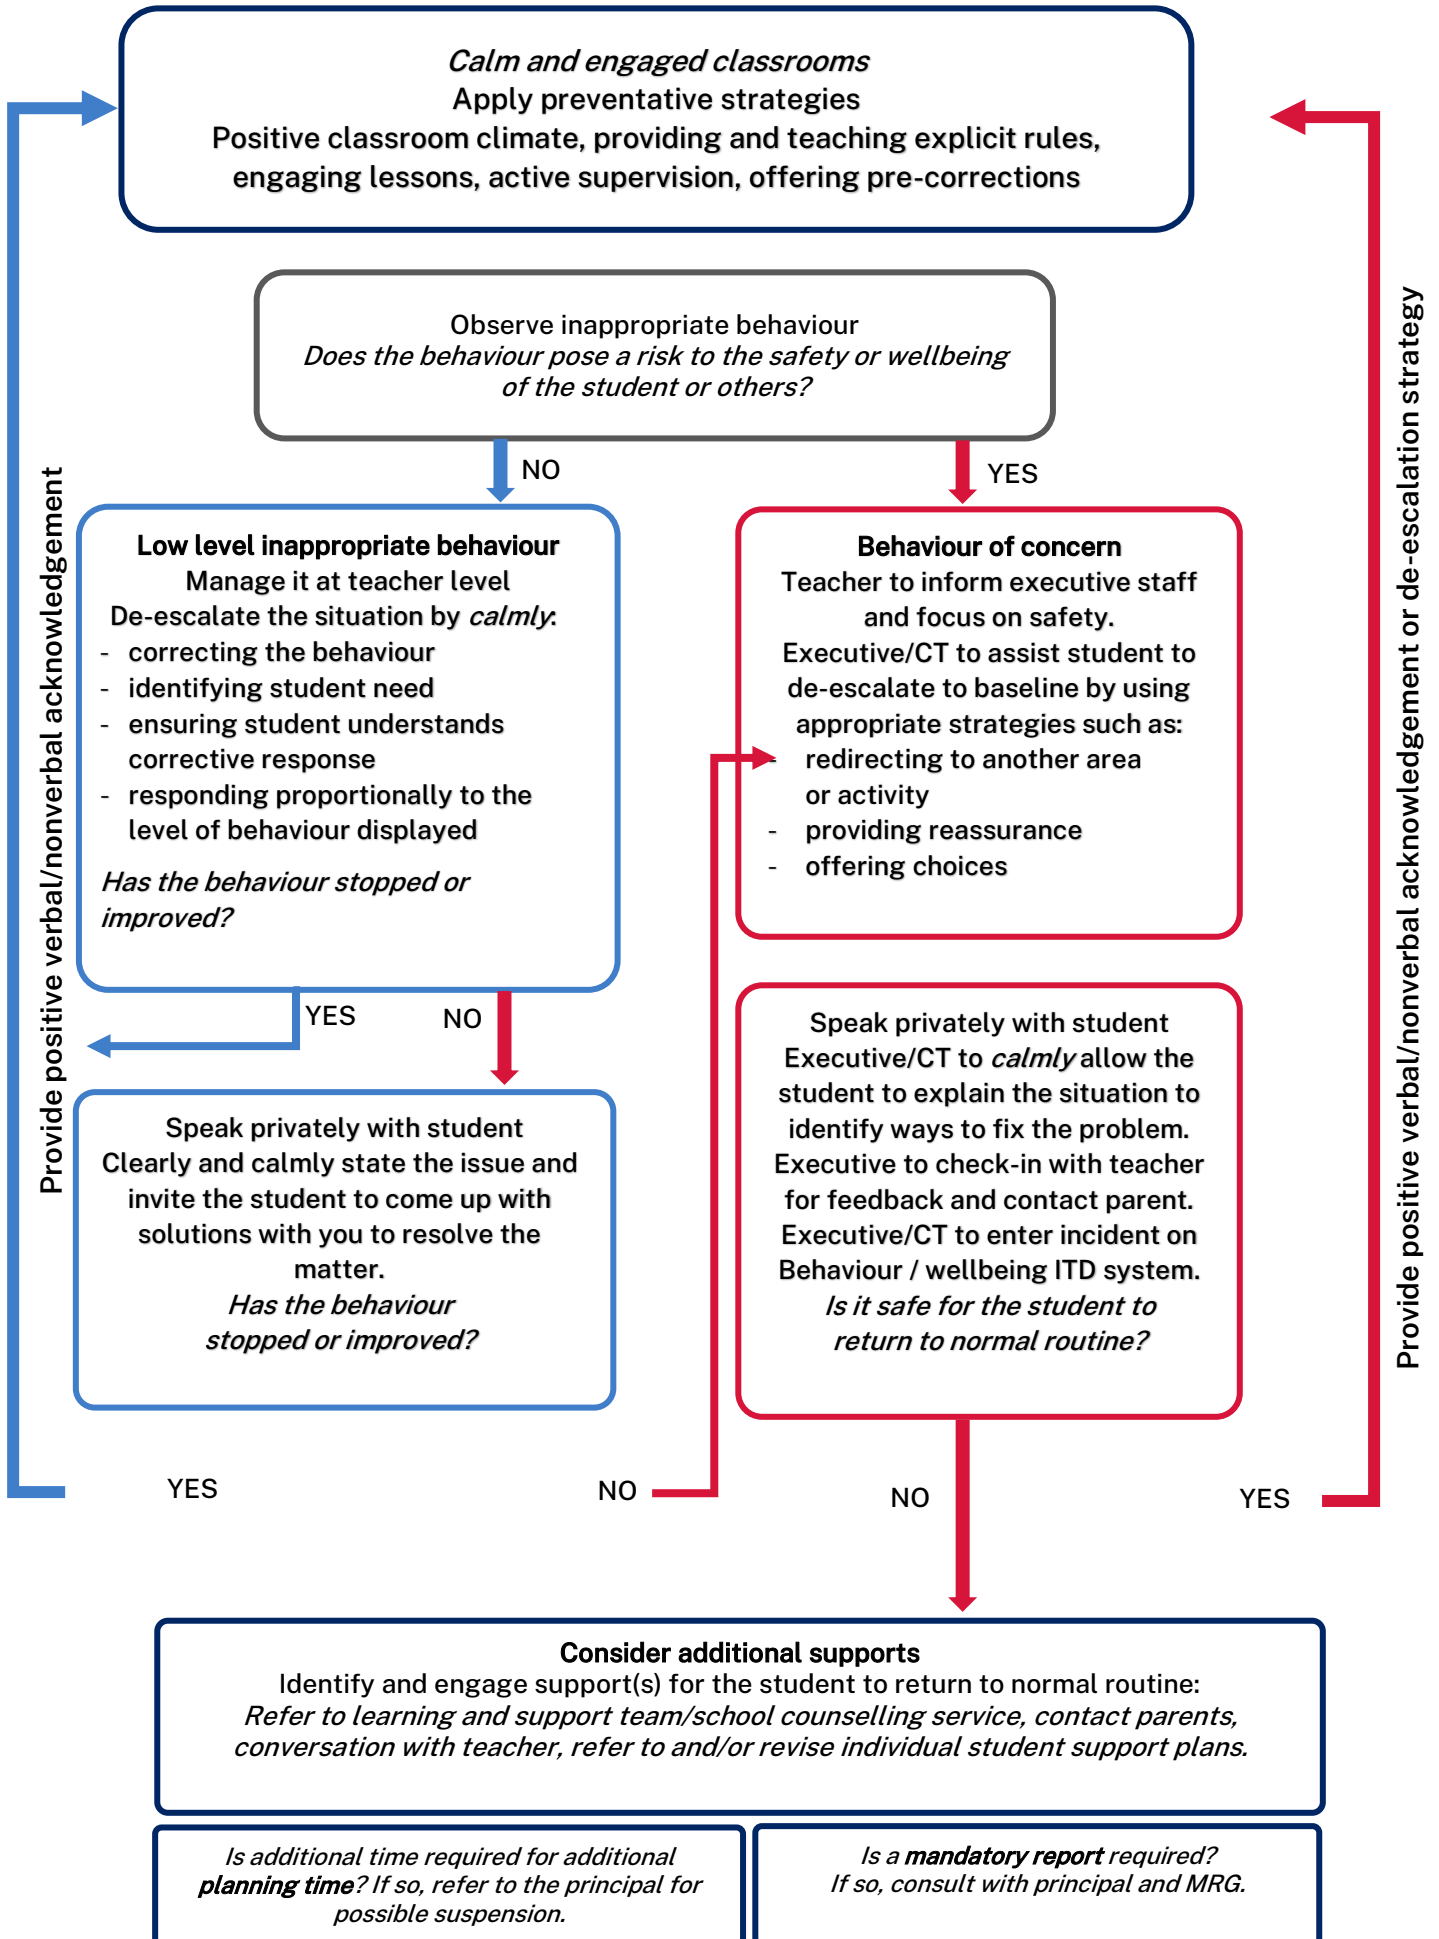 Calm and engaged classrooms
Apply preventative strategies
Positive classroom climate, providing and teaching explicit rules,
engaging lessons, active supervision, offering pre-corrections
Observe inappropriate behaviour
Does the behaviour pose a risk to the safety or wellbeing
of the student or others?
NO
YES
Provide positive verbal/nonverbal acknowledgement
Low level inappropriate behaviour
Manage it at teacher level
De-escalate the situation by calmly:
- correcting the behaviour
- identifying student need
- ensuring student understands
corrective response
- responding proportionally to the
level of behaviour displayed
Has the behaviour stopped or
improved?
YES
NO
Speak privately with student
Clearly and calmly state the issue and
invite the student to come up with
solutions with you to resolve the
matter.
Has the behaviour
stopped or improved?
YES
NO
Behaviour of concern
Teacher to inform executive staff
and focus on safety.
Executive/CT to assist student to
de-escalate to baseline by using
appropriate strategies such as:
- redirecting to another area
or activity
- providing reassurance
- offering choices
Speak privately with student
Executive/CT to calmly allow the
student to explain the situation to
identify ways to fix the problem.
Executive to check-in with teacher
for feedback and contact parent.
Executive/CT to enter incident on
Behaviour / wellbeing ITD system.
Is it safe for the student to
return to normal routine?
NO
YES
Provide positive verbal/nonverbal acknowledgement or de-escalation strategy
Consider additional supports
Identify and engage support(s) for the student to return to normal routine:
Refer to learning and support team/school counselling service, contact parents,
conversation with teacher, refer to and/or revise individual student support plans.
Is additional time required for additional
planning time? If so, refer to the principal for
possible suspension.
Is a mandatory report required?
If so, consult with principal and MRG.